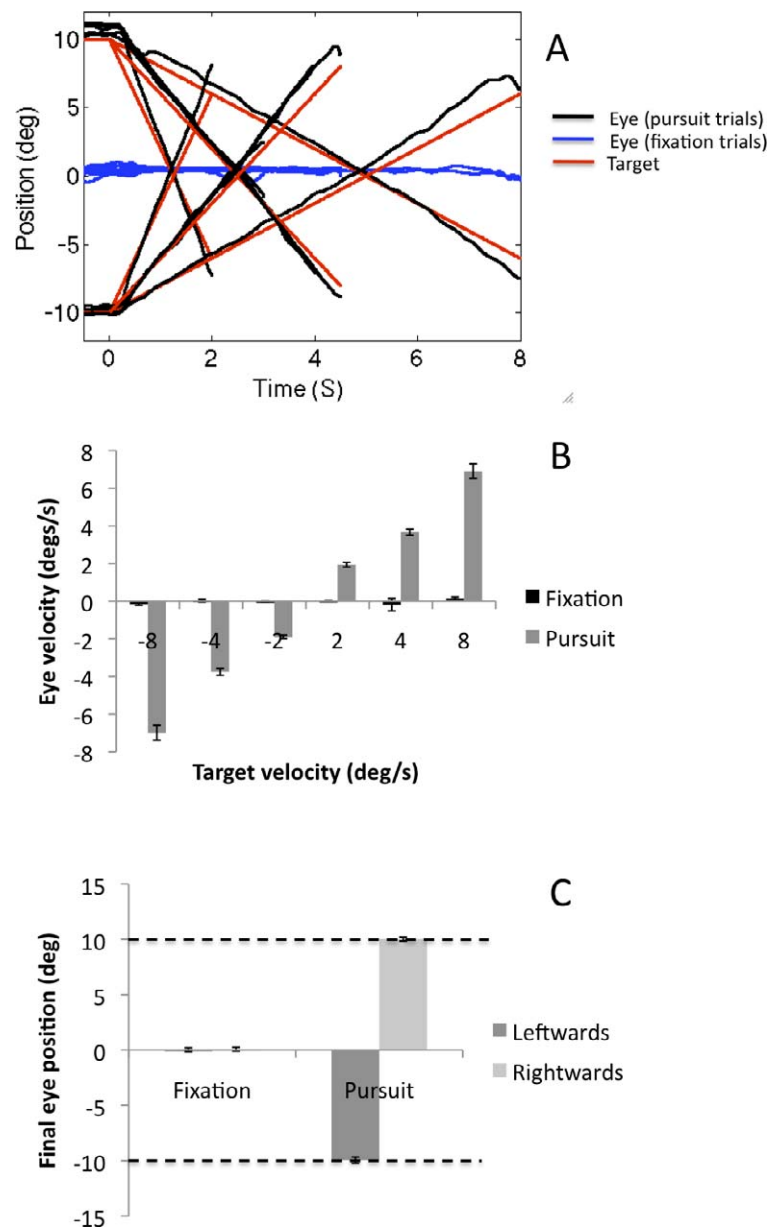 A
10
5
0
-5
-10
Position (deg)
0 2 4 6 8
Time (S)
Eye (pursuit trials)
Eye (fixation trials)
Target
B
8
6
4
2
0
-2
-4
-6
-8
Eye velocity (degs/s)
-8 -4 -2 2 4 8
Target velocity (deg/s)
Fixation
Pursuit
C
15
10
5
0
-5
-10
-15
Final eye position (deg)
Fixation Pursuit
Leftwards
Rightwards